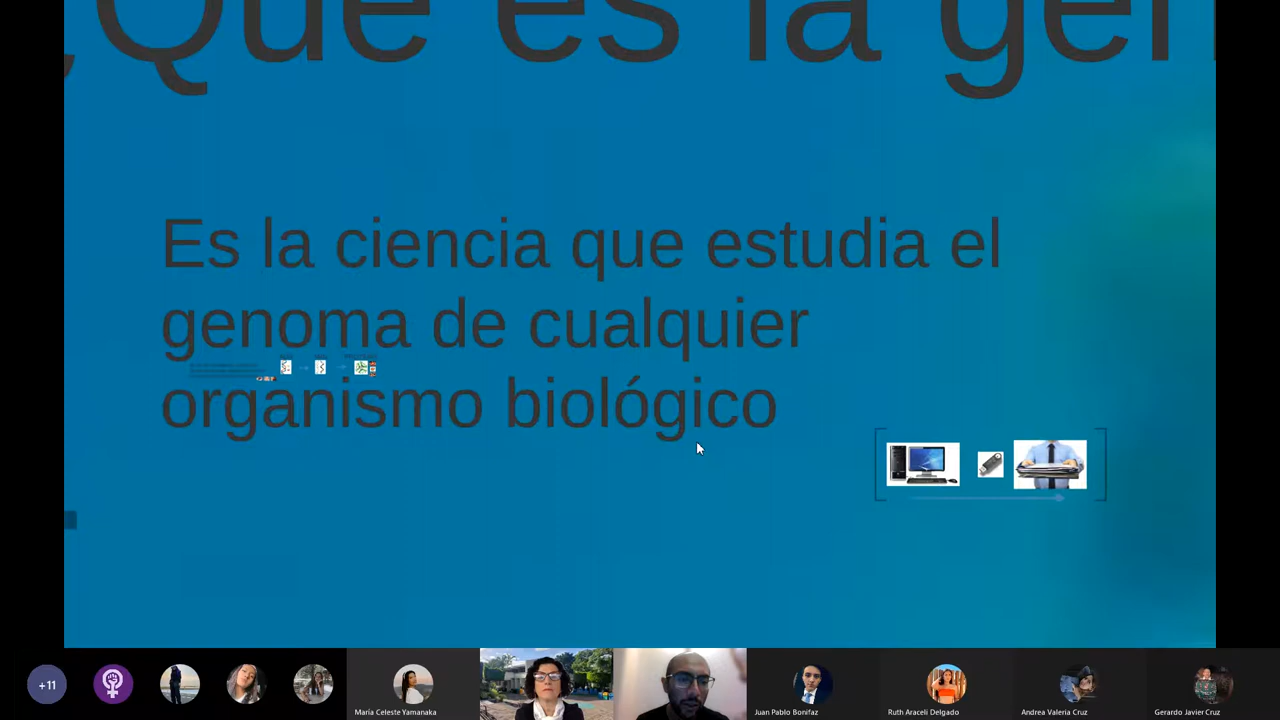 ¿Que es la gen
Es la ciencia que estudia el
genoma de cualquier
organismo biológico
+11
María Celeste Yamanaka
Juan Pablo Bonifaz
Ruth Araceli Delgado
Andrea Valeria Cruz
Gerardo Javier Cruz